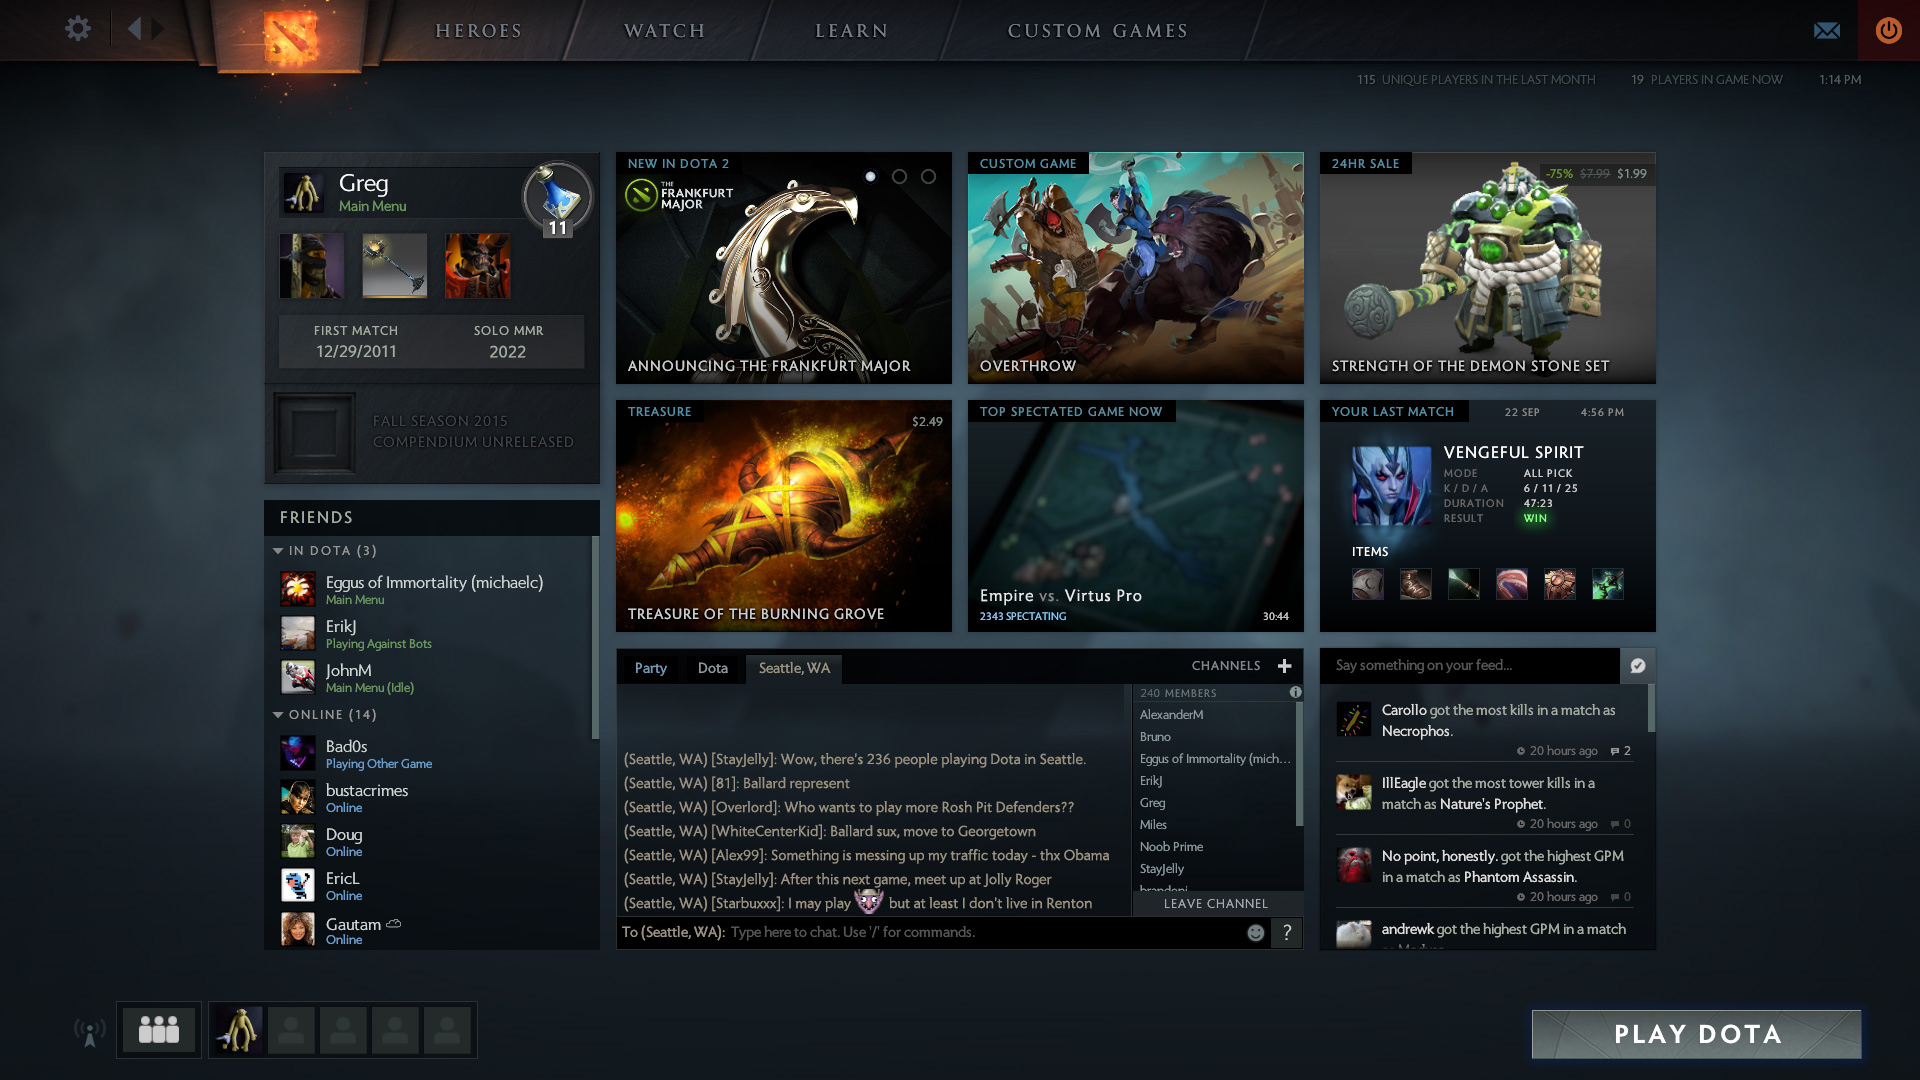 HEROES
WATCH
LEARN
CUSTOM GAMES
115 UNIQUE PLAYERS IN THE LAST MONTH
19 PLAYERS IN GAME NOW
1:14 PM
Greg
Main Menu
11
FIRST MATCH
12/29/2011
SOLO MMR
2022
FALL SEASON 2015
COMPENDIUM UNRELEASED
NEW IN DOTA 2
THE
FRANKFURT
MAJOR
ANNOUNCING THE FRANKFURT MAJOR
CUSTOM GAME
OVERTHROW
24HR SALE
-75% $7.99 $1.99
STRENGTH OF THE DEMON STONE SET
TREASURE
$2.49
TREASURE OF THE BURNING GROVE
TOP SPECTATED GAME NOW
Empire vs. Virtus Pro
2343 SPECTATING
30:44
YOUR LAST MATCH
22 SEP
4:56 PM
VENGEFUL SPIRIT
MODE ALL PICK
K / D / A 6 / 11 / 25
DURATION 47:23
RESULT WIN
ITEMS
FRIENDS
IN DOTA (3)
Eggus of Immortality (michaelc)
Main Menu
ErikJ
Playing Against Bots
JohnM
Main Menu (Idle)
ONLINE (14)
Bad0s
Playing Other Game
bustacrimes
Online
Doug
Online
EricL
Online
Gautam
Online
Party
Dota
Seattle, WA
CHANNELS
(Seattle, WA) [StayJelly]: Wow, there's 236 people playing Dota in Seattle.
(Seattle, WA) [81]: Ballard represent
(Seattle, WA) [Overlord]: Who wants to play more Rosh Pit Defenders??
(Seattle, WA) [WhiteCenterKid]: Ballard sux, move to Georgetown
(Seattle, WA) [Alex99]: Something is messing up my traffic today - thx Obama
(Seattle, WA) [StayJelly]: After this next game, meet up at Jolly Roger
(Seattle, WA) [Starbuxxx]: I may play but at least I don't live in Renton
To (Seattle, WA): Type here to chat. Use '/' for commands.
?
240 MEMBERS
AlexanderM
Bruno
Eggus of Immortality (mich...
ErikJ
Greg
Miles
Noob Prime
StayJelly
LEAVE CHANNEL
Say something on your feed...
Carollo got the most kills in a match as
Necrophos.
20 hours ago 2
IllEagle got the most tower kills in a
match as Nature's Prophet.
20 hours ago 0
No point, honestly. got the highest GPM
in a match as Phantom Assassin.
20 hours ago 0
andrewk got the highest GPM in a match
PLAY DOTA